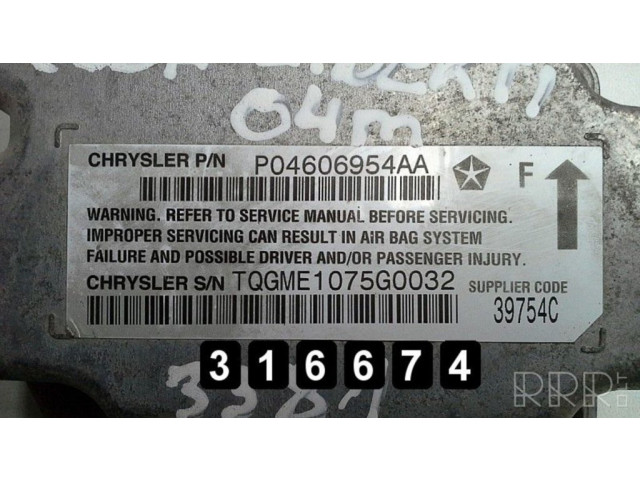 04m
CHRYSLER P/N P04606954AA F
WARNING. REFER TO SERVICE MANUAL BEFORE SERVICING.
IMPROPER SERVICING CAN RESULT IN AIR BAG SYSTEM
FAILURE AND POSSIBLE DRIVER AND/OR PASSENGER INJURY.
CHRYSLER S/N TQGME1075G0032 SUPPLIER CODE
39754C
316674
RRR.LT